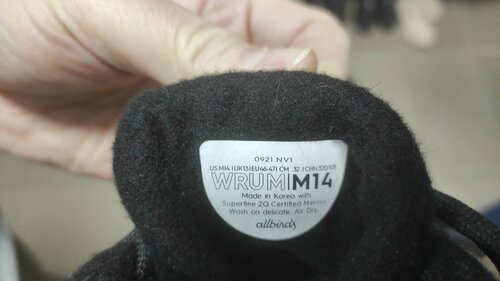 0921 NV1
US M14 | UK13 | EU46-47 | CM 32 | CHN 320/105
WRUM|M14
Made in Korea with
Superfine ZQ Certified Merino.
Wash on delicate. Air Dry.
allbirds